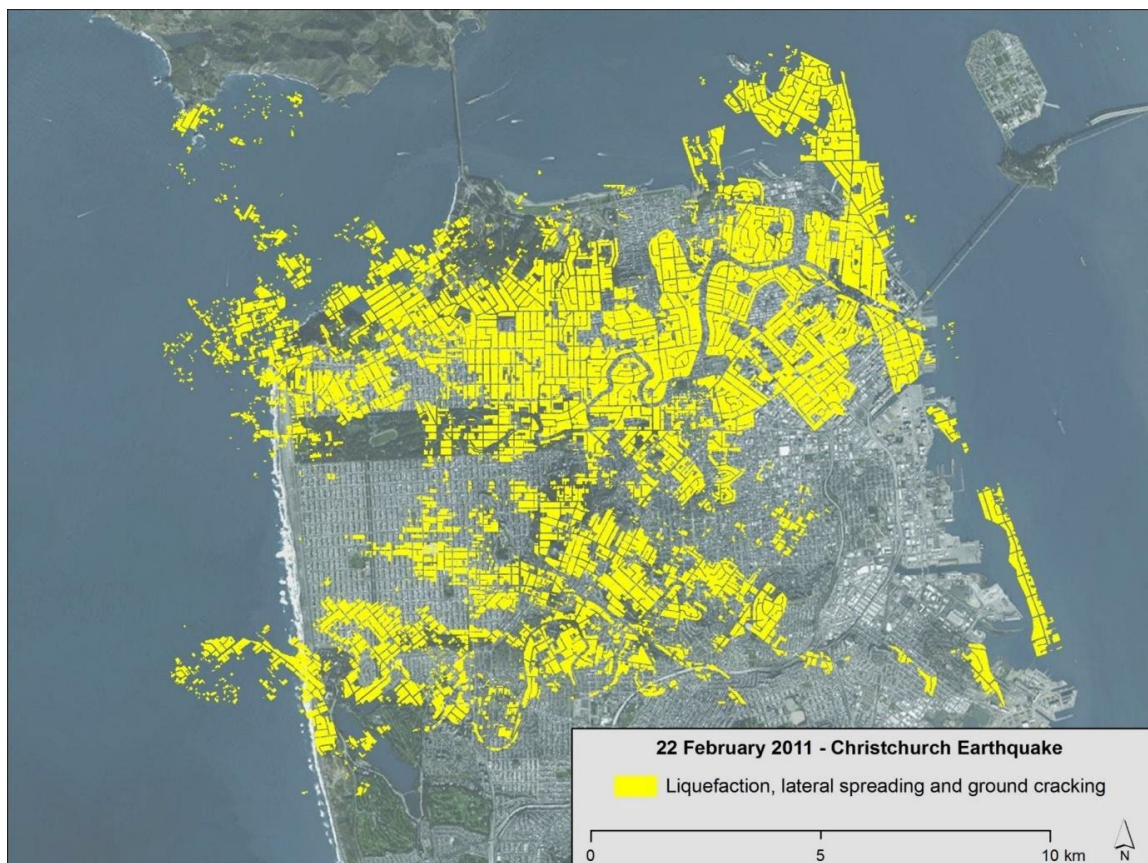 22 February 2011 - Christchurch Earthquake
Liquefaction, lateral spreading and ground cracking
0 5 10 km
N